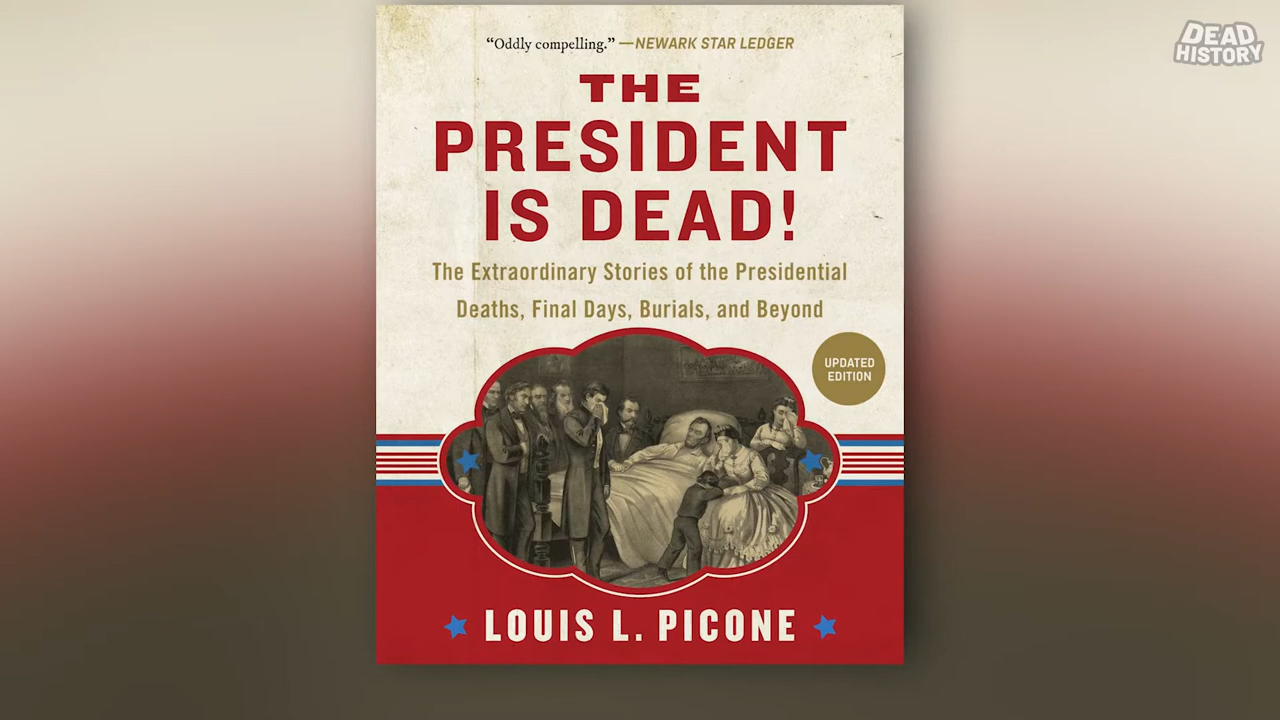 “Oddly compelling.” —NEWARK STAR LEDGER
THE
PRESIDENT
IS DEAD!
The Extraordinary Stories of the Presidential
Deaths, Final Days, Burials, and Beyond
UPDATED
EDITION
LOUIS L. PICONE
DEAD
HISTORY